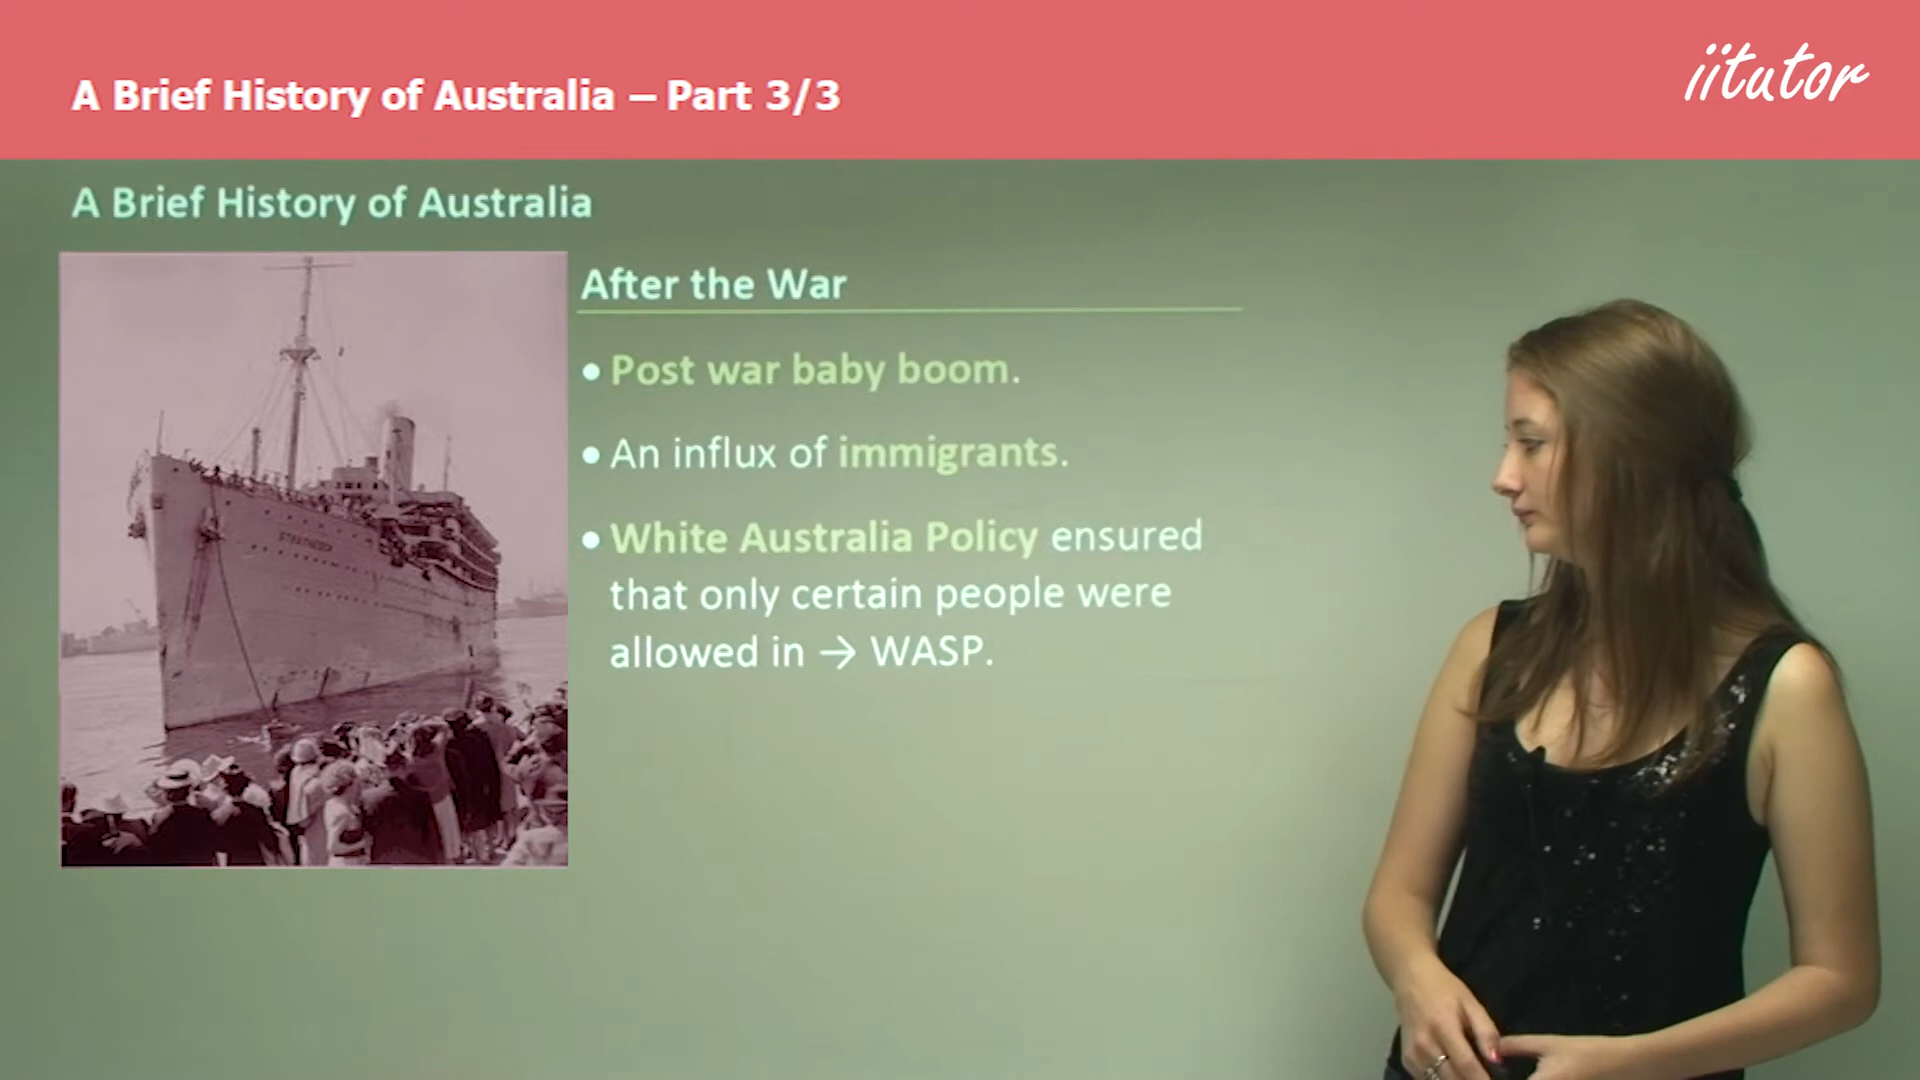 A Brief History of Australia – Part 3/3
iitutor
A Brief History of Australia
After the War
• Post war baby boom.
• An influx of immigrants.
• White Australia Policy ensured
that only certain people were
allowed in → WASP.